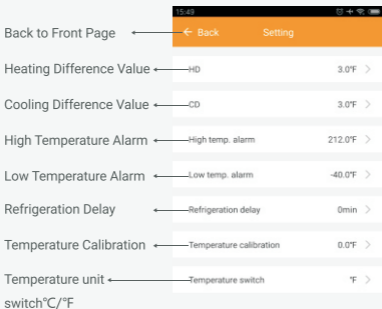 15:49
Back to Front Page ← Back Setting
Heating Difference Value HD 3.0°F >
Cooling Difference Value CD 3.0°F >
High Temperature Alarm High temp. alarm 212.0°F >
Low Temperature Alarm Low temp. alarm -40.0°F >
Refrigeration Delay Refrigeration delay 0min >
Temperature Calibration Temperature calibration 0.0°F >
Temperature unit Temperature switch °F >
switch℃/°F